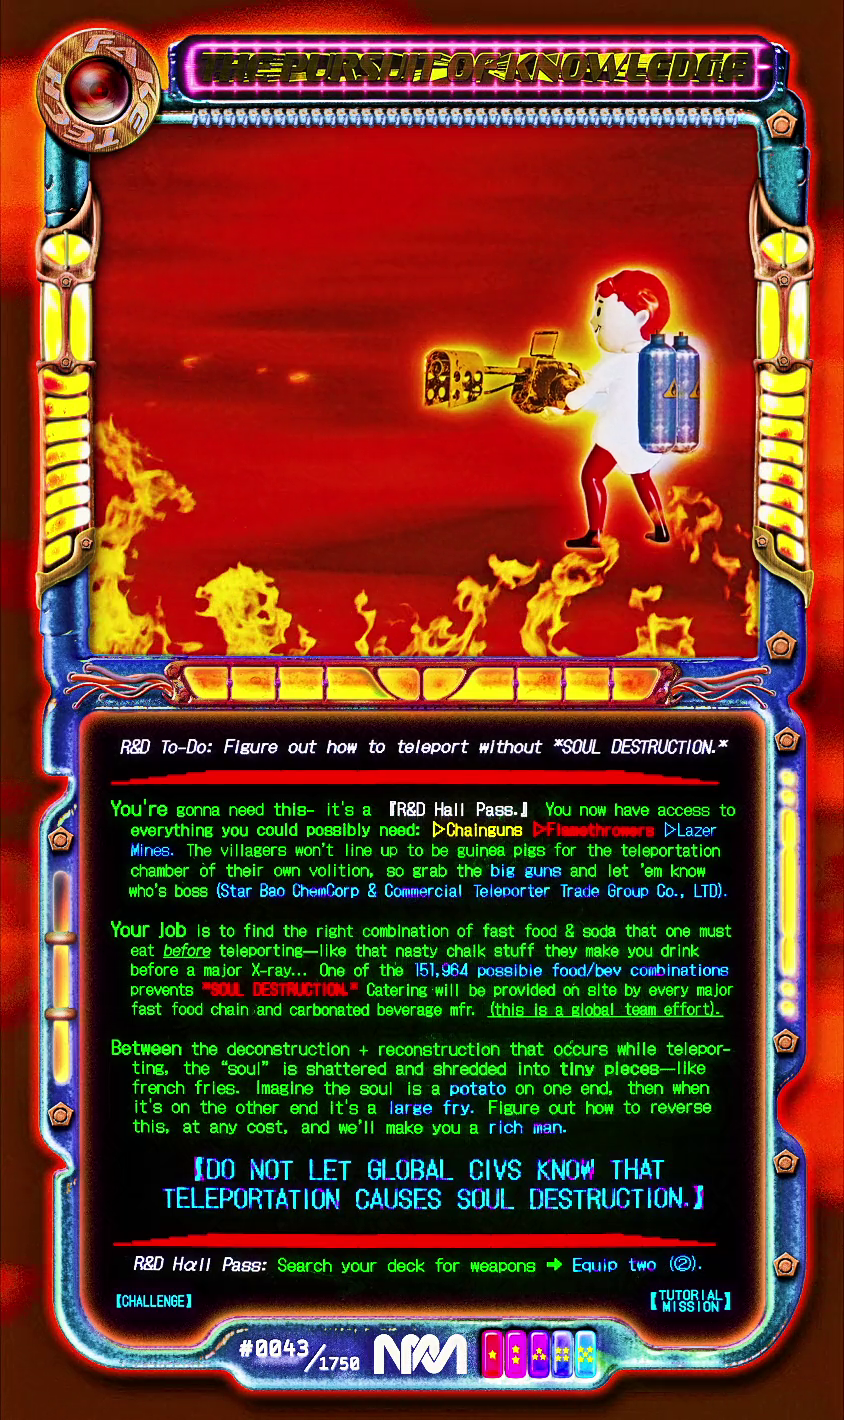 FAKE TECH
THE PURSUIT OF KNOWLEDGE
R&D To-Do: Figure out how to teleport without *SOUL DESTRUCTION.*
You're gonna need this– it's a 『R&D Hall Pass.』 You now have access to
everything you could possibly need: ▷Chainguns ▷Flamethrowers ▷Lazer
Mines. The villagers won't line up to be guinea pigs for the teleportation
chamber of their own volition, so grab the big guns and let 'em know
who's boss (Star Bao ChemCorp & Commercial Teleporter Trade Group Co., LTD).
Your job is to find the right combination of fast food & soda that one must
eat before teleporting—like that nasty chalk stuff they make you drink
before a major X-ray... One of the 151,964 possible food/bev combinations
prevents *SOUL DESTRUCTION.* Catering will be provided on site by every major
fast food chain and carbonated beverage mfr. (this is a global team effort).
Between the deconstruction + reconstruction that occurs while telepor-
ting, the “soul” is shattered and shredded into tiny pieces—like
french fries. Imagine the soul is a potato on one end, then when
it's on the other end it's a large fry. Figure out how to reverse
this, at any cost, and we'll make you a rich man.
【DO NOT LET GLOBAL CIVS KNOW THAT
TELEPORTATION CAUSES SOUL DESTRUCTION.】
R&D Hall Pass: Search your deck for weapons ➔ Equip two (②).
【CHALLENGE】
【TUTORIAL
MISSION】
#0043/1750